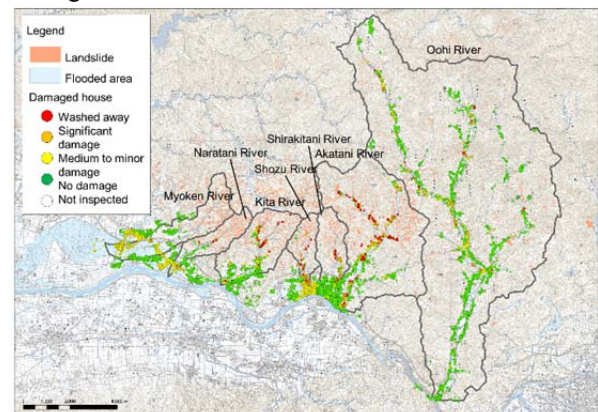 Legend
Landslide
Flooded area
Damaged house
Washed away
Significant
damage
Medium to minor
damage
No damage
Not inspected
Oohi River
Shirakitani River
Naratani River
Akatani River
Shozu River
Myoken River
Kita River